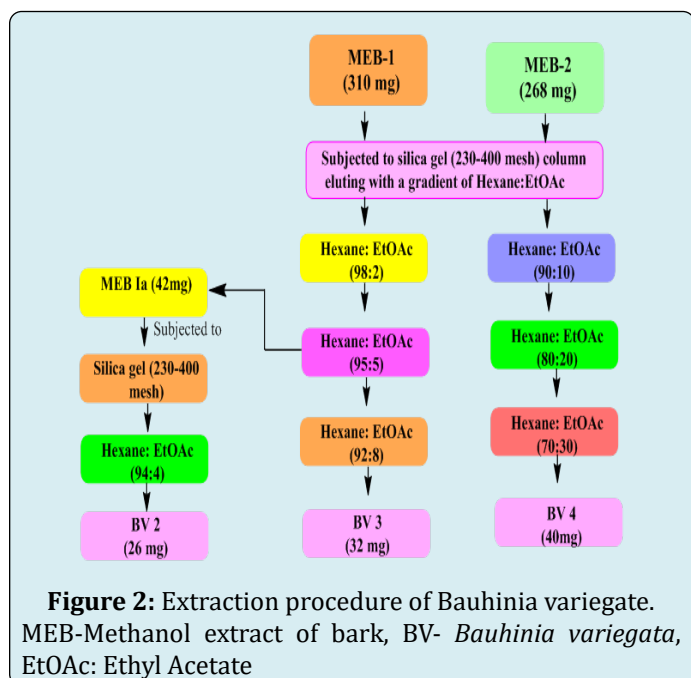 MEB-1
(310 mg)
MEB-2
(268 mg)
Subjected to silica gel (230-400 mesh) column
eluting with a gradient of Hexane:EtOAc
Hexane: EtOAc
(98:2)
Hexane: EtOAc
(90:10)
MEB Ia (42mg)
Subjected to
Hexane: EtOAc
(95:5)
Hexane: EtOAc
(80:20)
Silica gel (230-400
mesh)
Hexane: EtOAc
(94:4)
Hexane: EtOAc
(92:8)
Hexane: EtOAc
(70:30)
BV 2
(26 mg)
BV 3
(32 mg)
BV 4
(40mg)
Figure 2: Extraction procedure of Bauhinia variegate.
MEB-Methanol extract of bark, BV- Bauhinia variegata,
EtOAc: Ethyl Acetate